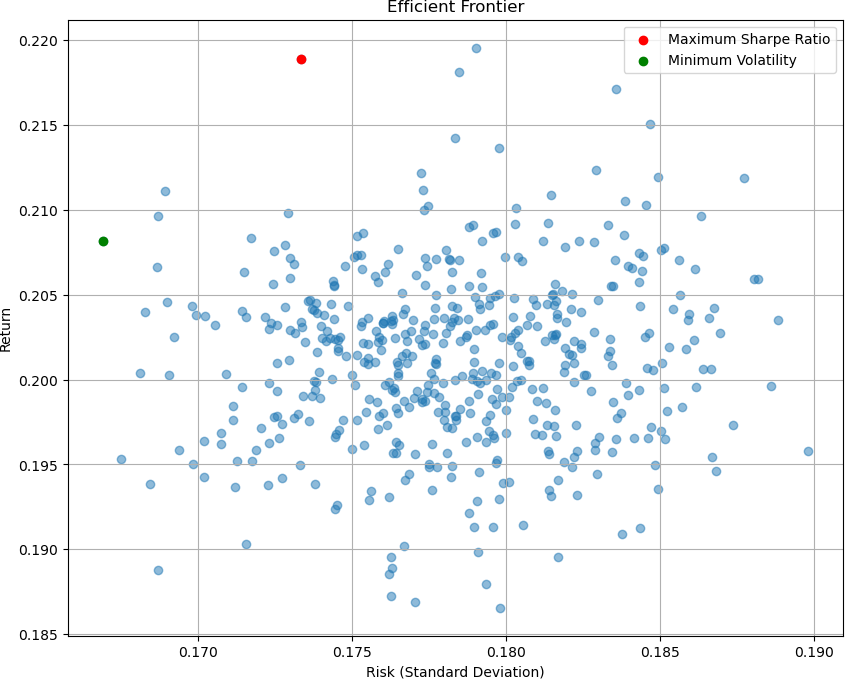 Efficient Frontier
Maximum Sharpe Ratio
Minimum Volatility
0.220
0.215
0.210
0.205
0.200
0.195
0.190
0.185
Return
0.170 0.175 0.180 0.185 0.190
Risk (Standard Deviation)